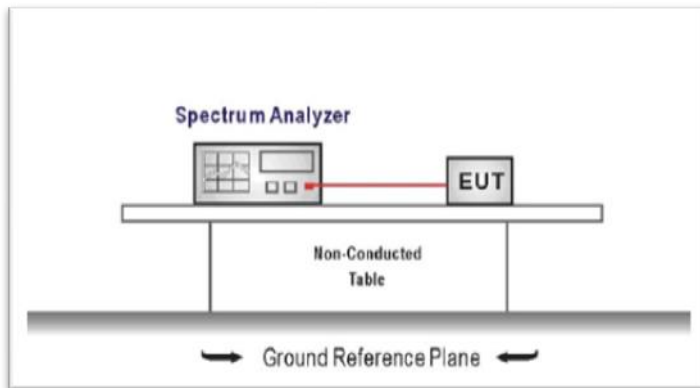 Spectrum Analyzer
EUT
Non-Conducted
Table
Ground Reference Plane